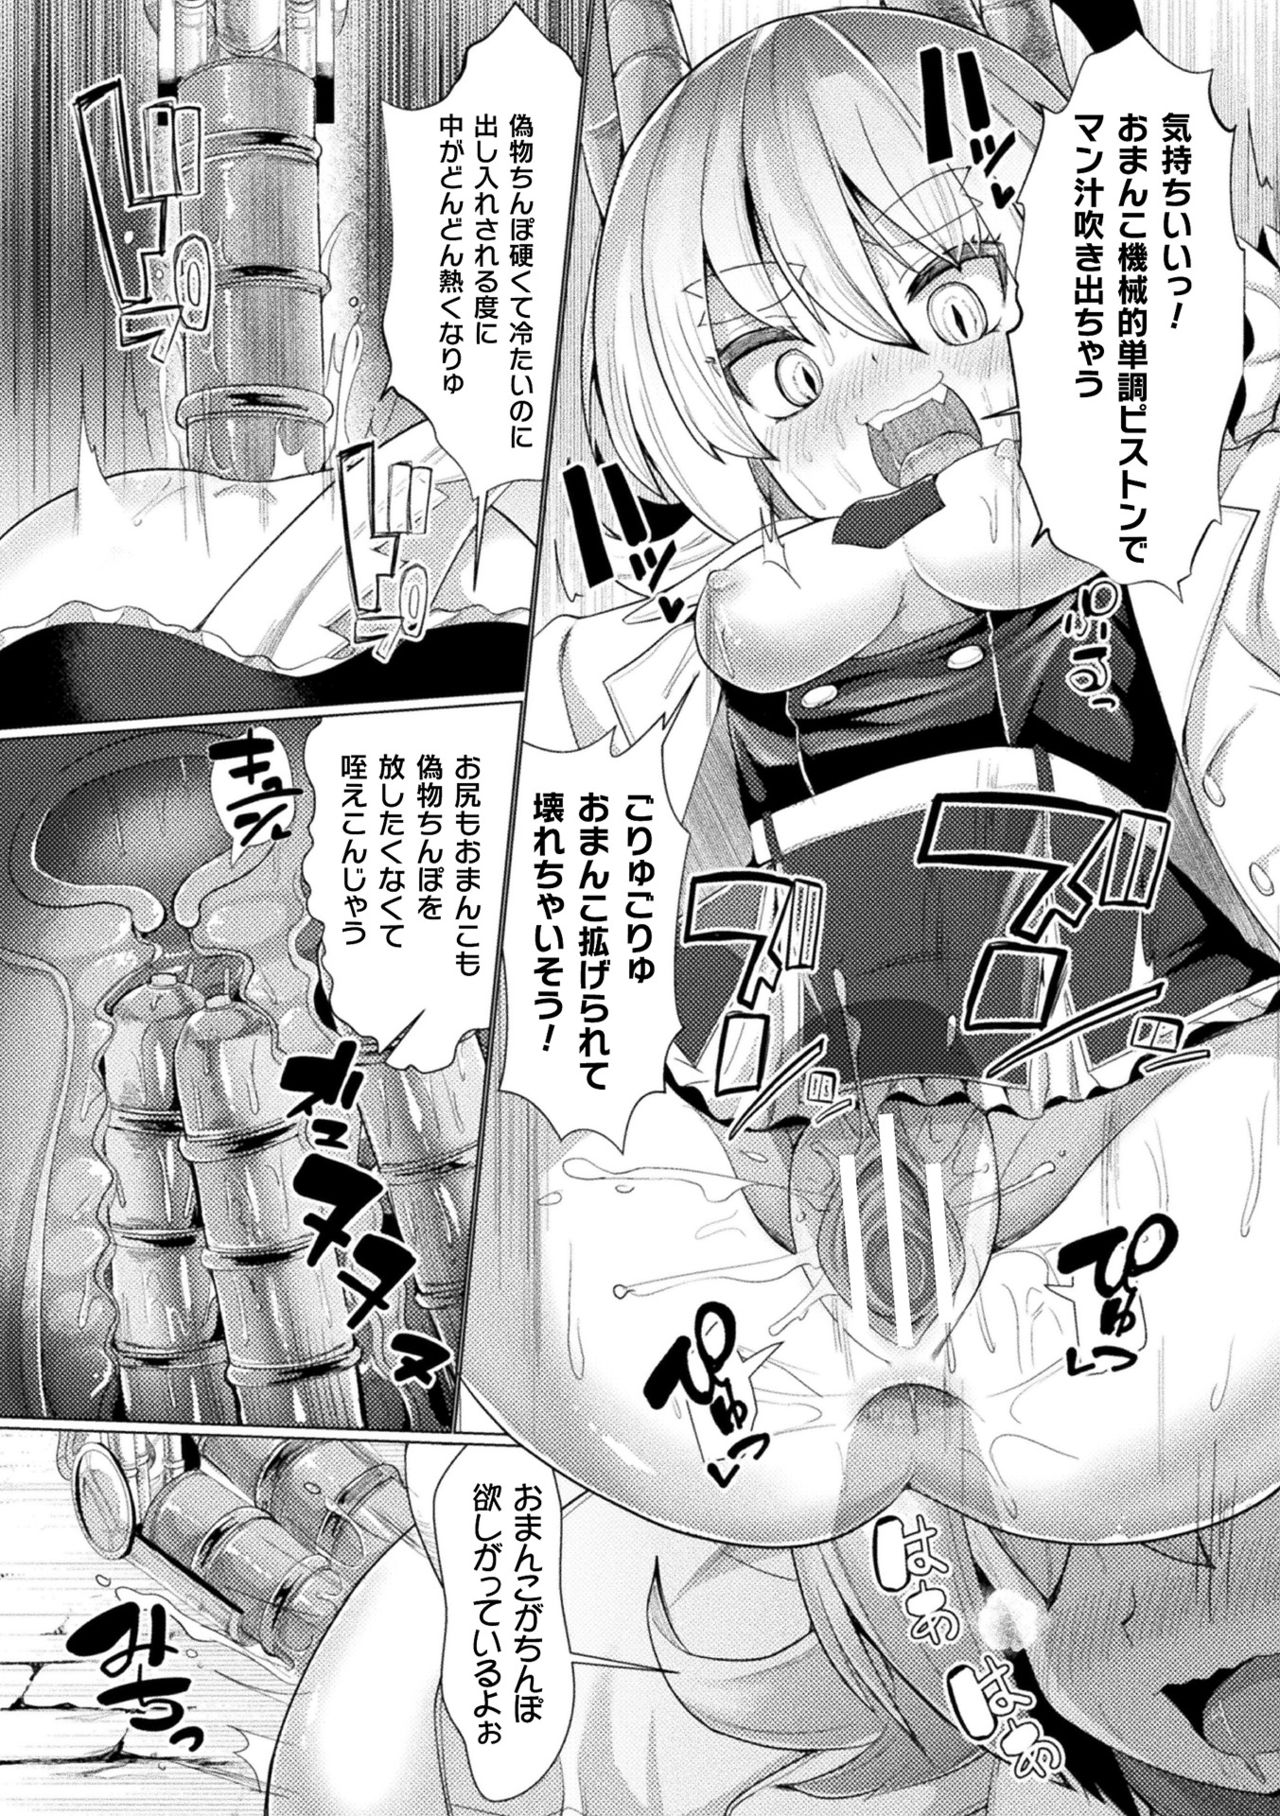 気持ちいいっ!
おまんこ機械的単調ピストンで
マン汁吹き出ちゃう
偽物ちんぽ硬くて冷たいのに
出し入れされる度に
中がどんどん熱くなりゅ
ごりゅごりゅ
おまんこ拡げられて
壊れちゃいそう!
お尻もおまんこも
放したくなくて
偽物ちんぽを
咥えこんじゃう
おまんこがちんぽ
欲しがっているよぉ
キュンッ
ズュ
ヌヌヌ
ぴゅっ
ぴゅっ
はぁ
はぁ
みちっ